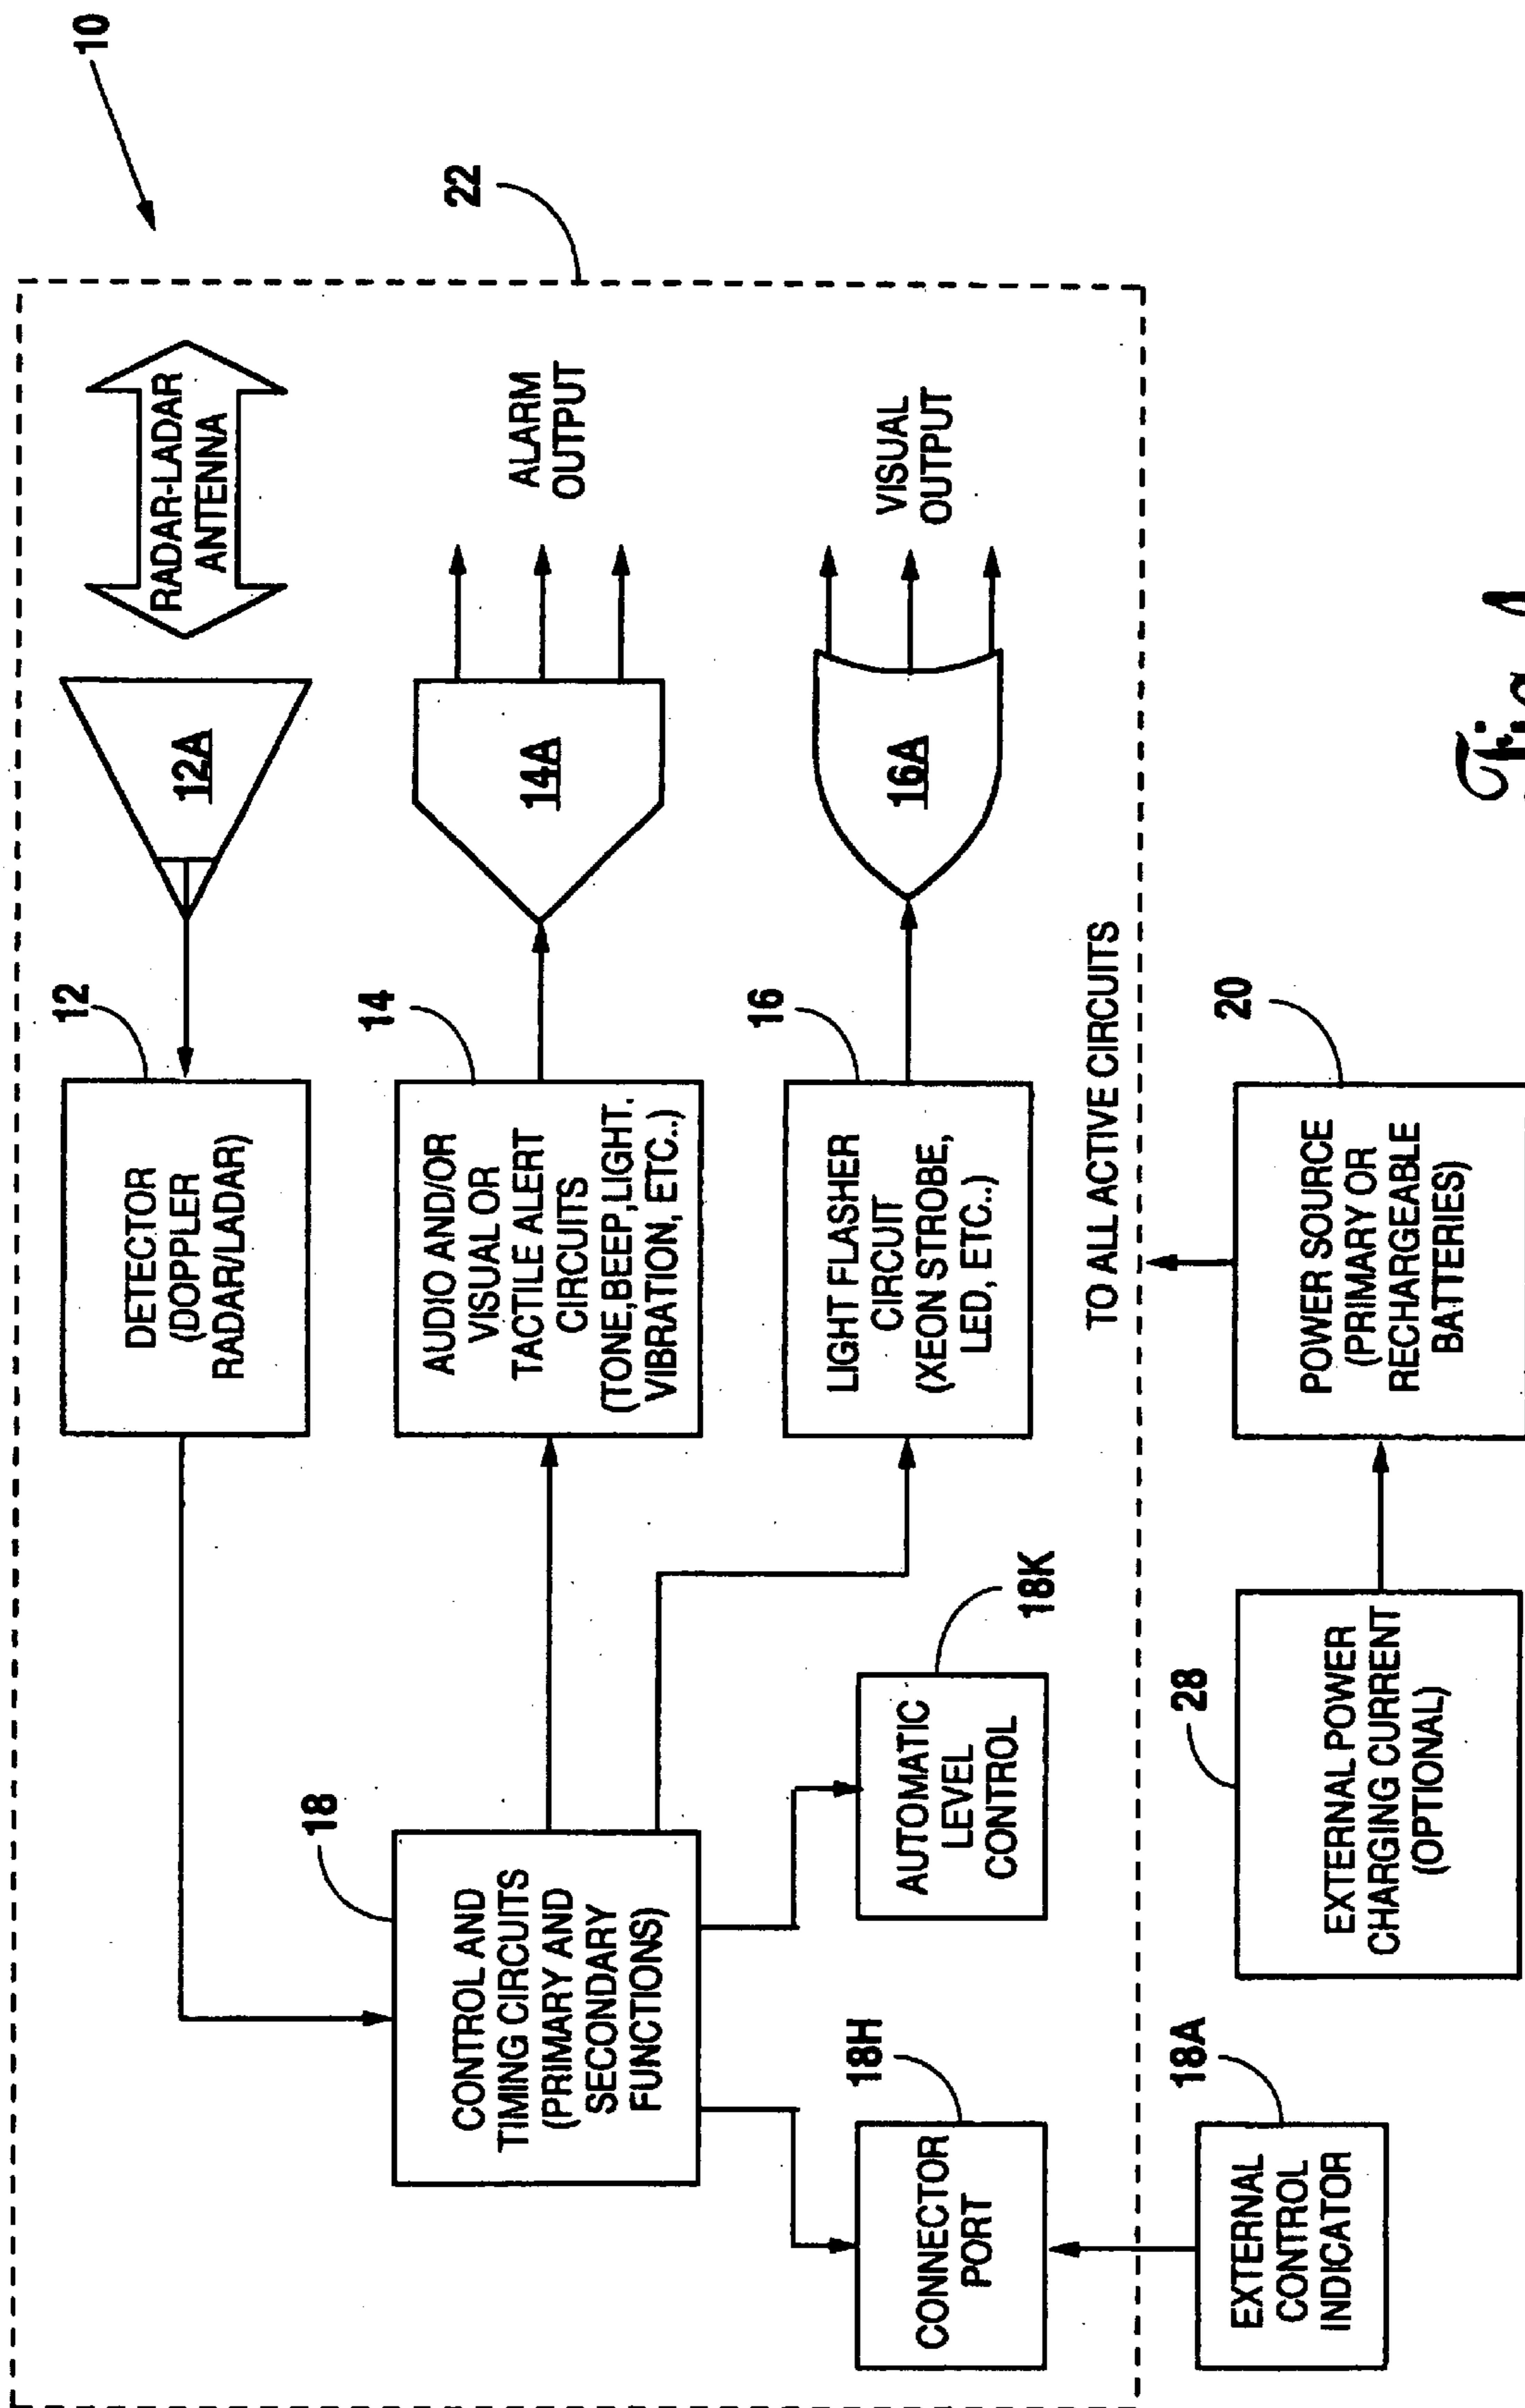 10
22
RADAR-LADAR
ANTENNA
12A
12
DETECTOR
(DOPPLER
RADAR/LADAR)
ALARM
OUTPUT
14A
14
AUDIO AND/OR
VISUAL OR
TACTILE ALERT
CIRCUITS
(TONE,BEEP,LIGHT.
VIBRATION, ETC..)
VISUAL
OUTPUT
16A
16
LIGHT FLASHER
CIRCUIT
(XEON STROBE,
LED, ETC..)
18
CONTROL AND
TIMING CIRCUITS
(PRIMARY AND
SECONDARY
FUNCTIONS)
18K
AUTOMATIC
LEVEL
CONTROL
18H
CONNECTOR
PORT
TO ALL ACTIVE CIRCUITS
18A
EXTERNAL
CONTROL
INDICATOR
28
EXTERNAL POWER
CHARGING CURRENT
(OPTIONAL)
20
POWER SOURCE
(PRIMARY OR
RECHARGEABLE
BATTERIES)
Fig.